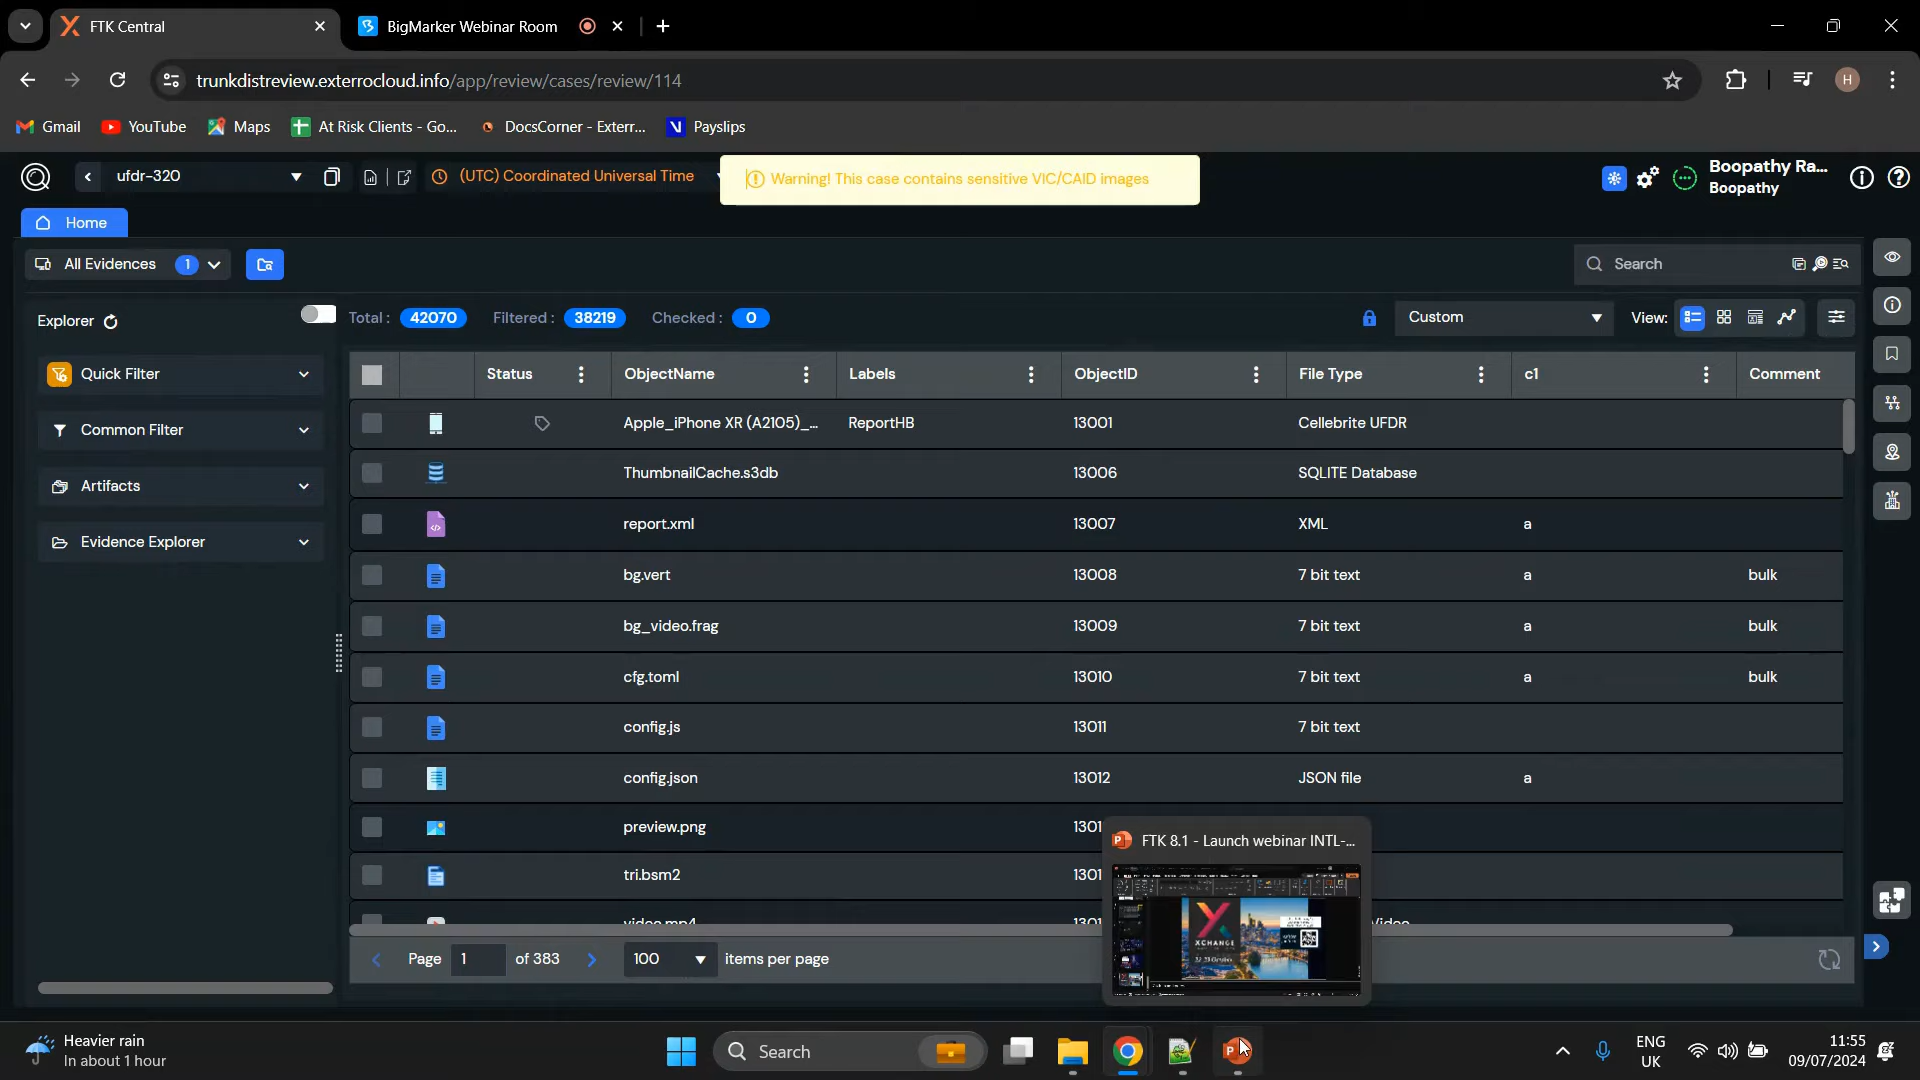 FTK Central
BigMarker Webinar Room
trunkdistreview.exterrocloud.info/app/review/cases/review/114
H
Gmail
YouTube
Maps
At Risk Clients - Go...
DocsCorner - Exterr...
Payslips
ufdr-320
(UTC) Coordinated Universal Time
Warning! This case contains sensitive VIC/CAID images
Boopathy Ra...
Boopathy
Home
All Evidences 1
Search
Explorer
Total : 42070 Filtered : 38219 Checked : 0
Custom
View:
Quick Filter
Common Filter
Artifacts
Evidence Explorer
Status ObjectName Labels ObjectID File Type c1 Comment
Apple_iPhone XR (A2105)_... ReportHB 13001 Cellebrite UFDR
ThumbnailCache.s3db 13006 SQLITE Database
report.xml 13007 XML a
bg.vert 13008 7 bit text a bulk
bg_video.frag 13009 7 bit text a bulk
cfg.toml 13010 7 bit text a bulk
config.js 13011 7 bit text
config.json 13012 JSON file a
preview.png 1301
tri.bsm2 1301
video.mp4 1301 Video
FTK 8.1 - Launch webinar INTL-...
XCHANGE
Page 1 of 383 100 items per page
Heavier rain
In about 1 hour
Search
ENG
UK
11:55
09/07/2024